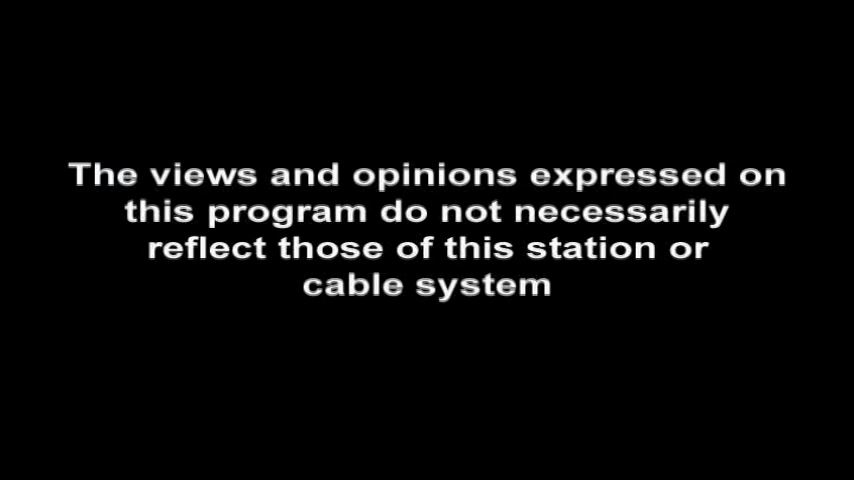 The views and opinions expressed on
this program do not necessarily
reflect those of this station or
cable system